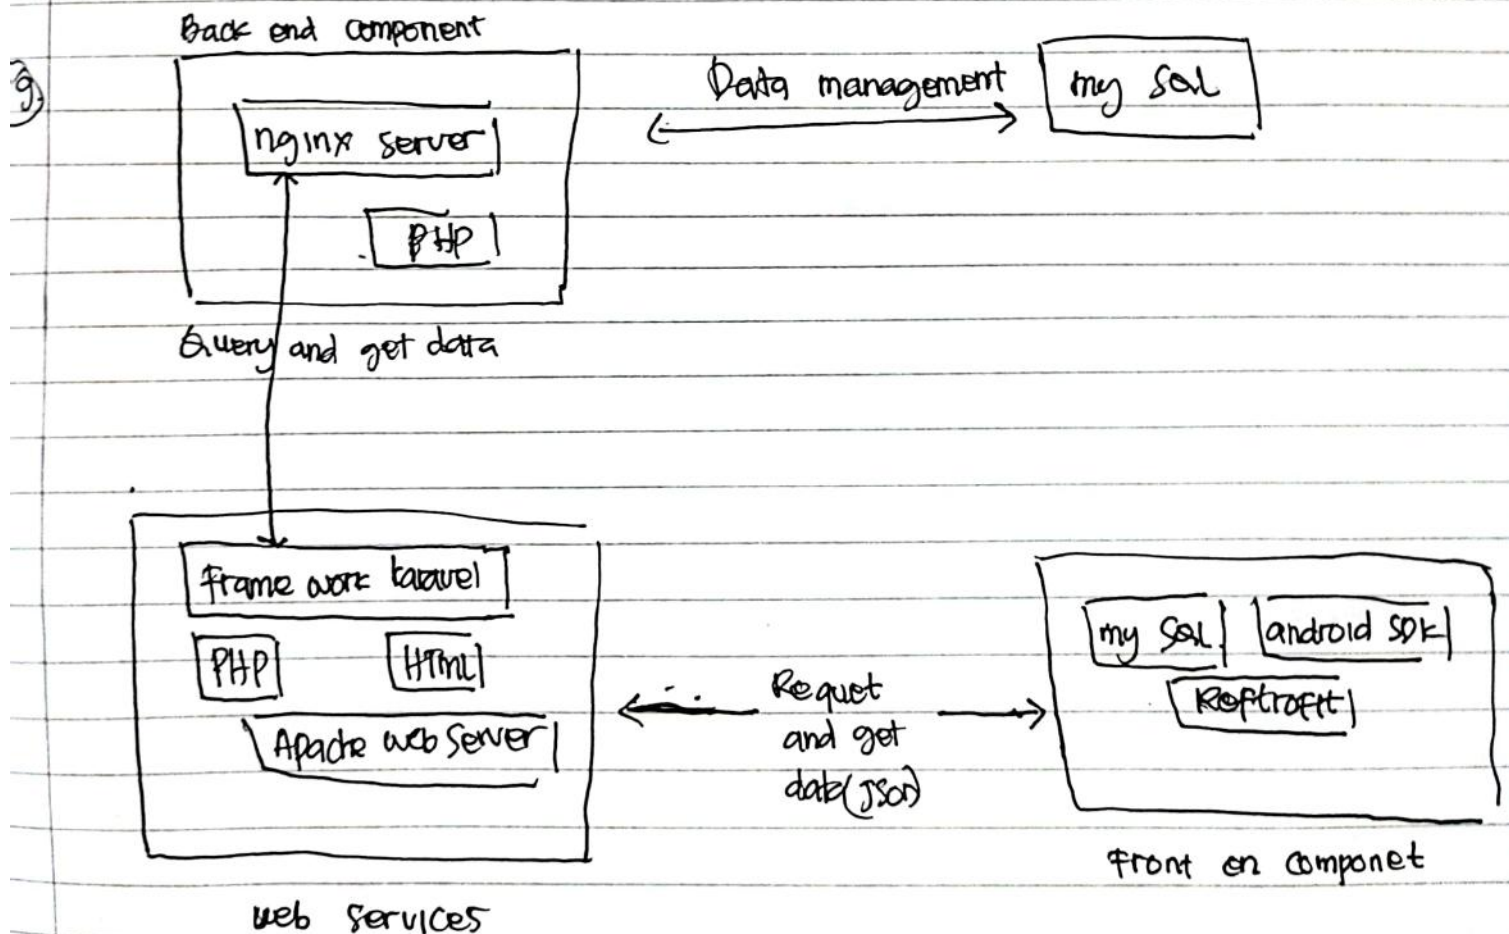 Back end component
9)
Data management
my SQL
nginx server
PHP
Query and get data
Frame work laravel
PHP
HTML
Apache web server
Requet
and get
data(JSON)
my SQL
android SDK
Reftrofit
Front en componet
web services